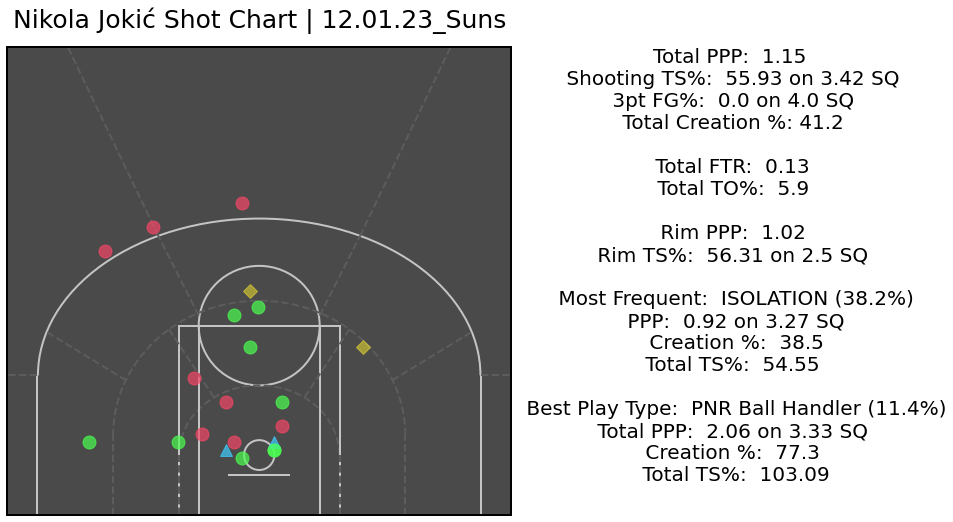 Nikola Jokić Shot Chart | 12.01.23_Suns
Total PPP: 1.15
Shooting TS%: 55.93 on 3.42 SQ
3pt FG%: 0.0 on 4.0 SQ
Total Creation %: 41.2
Total FTR: 0.13
Total TO%: 5.9
Rim PPP: 1.02
Rim TS%: 56.31 on 2.5 SQ
Most Frequent: ISOLATION (38.2%)
PPP: 0.92 on 3.27 SQ
Creation %: 38.5
Total TS%: 54.55
Best Play Type: PNR Ball Handler (11.4%)
Total PPP: 2.06 on 3.33 SQ
Creation %: 77.3
Total TS%: 103.09